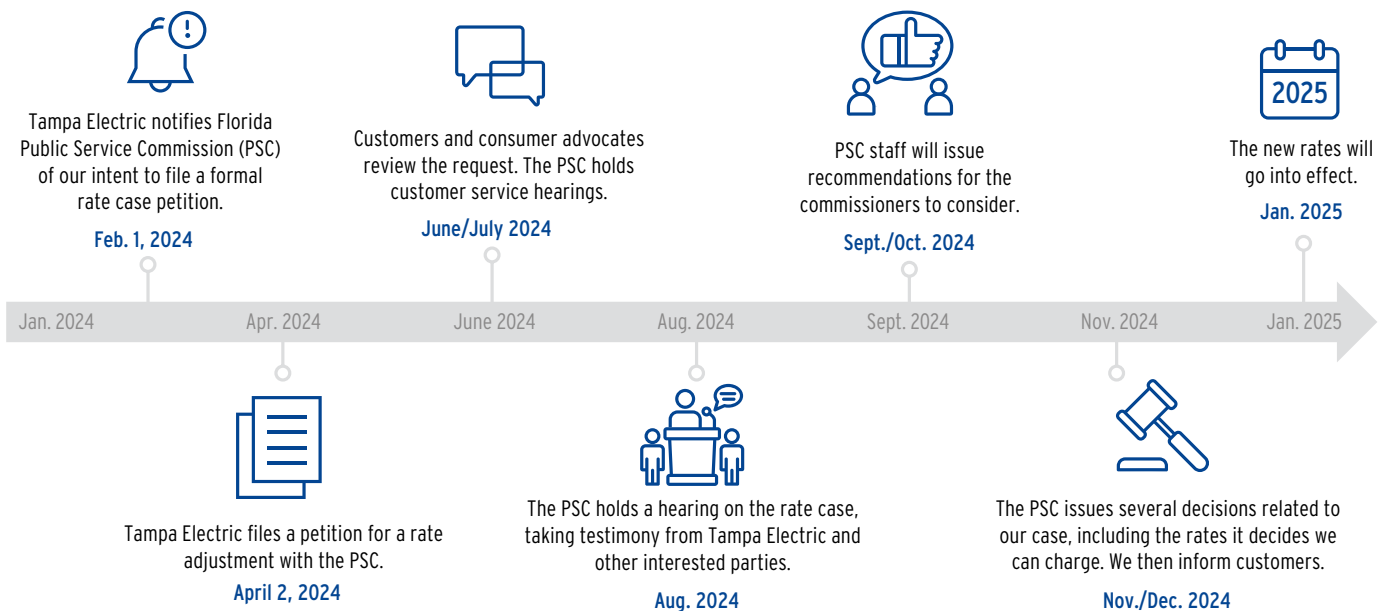 Tampa Electric notifies Florida
Public Service Commission (PSC)
of our intent to file a formal
rate case petition.
Feb. 1, 2024
Customers and consumer advocates
review the request. The PSC holds
customer service hearings.
June/July 2024
PSC staff will issue
recommendations for the
commissioners to consider.
Sept./Oct. 2024
2025
The new rates will
go into effect.
Jan. 2025
Jan. 2024
Apr. 2024
June 2024
Aug. 2024
Sept. 2024
Nov. 2024
Jan. 2025
Tampa Electric files a petition for a rate
adjustment with the PSC.
April 2, 2024
The PSC holds a hearing on the rate case,
taking testimony from Tampa Electric and
other interested parties.
Aug. 2024
The PSC issues several decisions related to
our case, including the rates it decides we
can charge. We then inform customers.
Nov./Dec. 2024